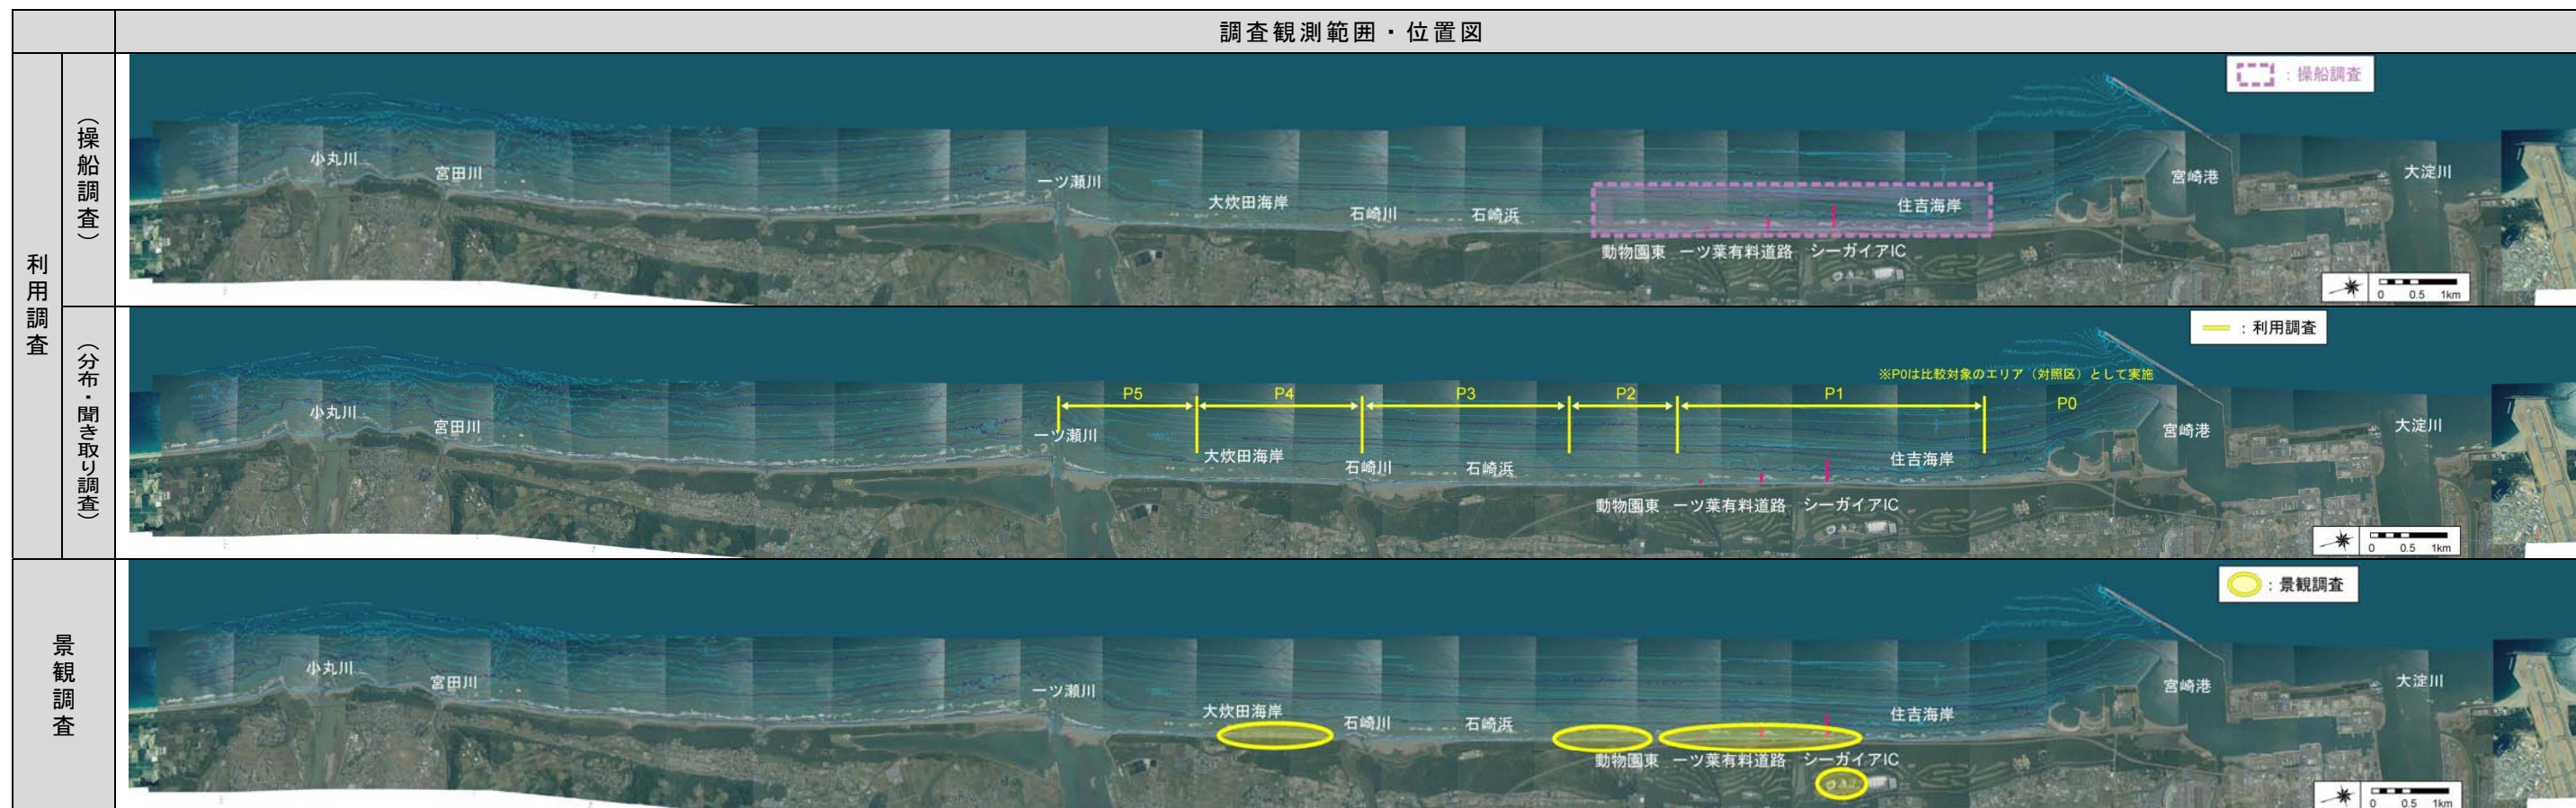 調査観測範囲・位置図
利用調査
（操船調査）
：操船調査
小丸川
宮田川
一ツ瀬川
大炊田海岸
石崎川
石崎浜
住吉海岸
宮崎港
大淀川
動物園東 一ツ葉有料道路 シーガイアIC
0 0.5 1km
（分布・聞き取り調査）
：利用調査
※P0は比較対象のエリア（対照区）として実施
P5 P4 P3 P2 P1 P0
小丸川
宮田川
一ツ瀬川
大炊田海岸
石崎川
石崎浜
住吉海岸
宮崎港
大淀川
動物園東 一ツ葉有料道路 シーガイアIC
0 0.5 1km
景観調査
：景観調査
小丸川
宮田川
一ツ瀬川
大炊田海岸
石崎川
石崎浜
住吉海岸
宮崎港
大淀川
動物園東 一ツ葉有料道路 シーガイアIC
0 0.5 1km